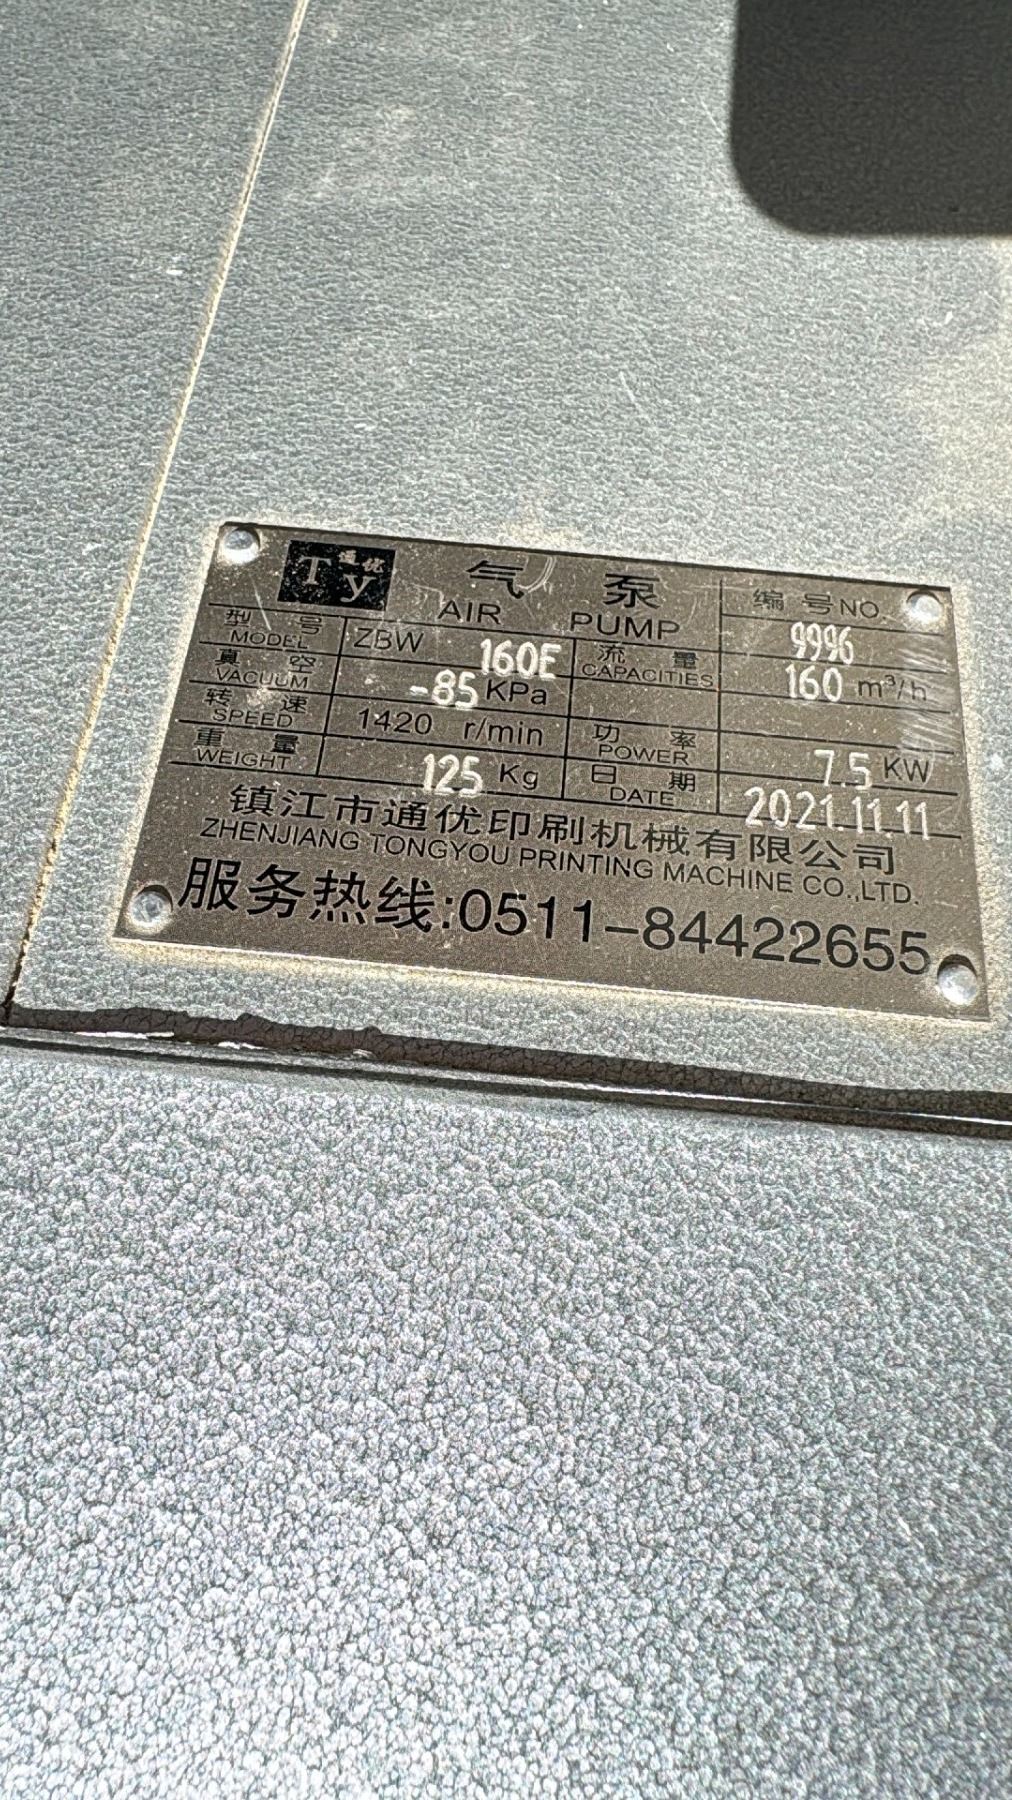 通优
Ty
气 泵
AIR PUMP
编 号NO.
9996
型 号
MODEL
ZBW 160E
流 量
CAPACITIES
160 m³/h
真 空
VACUUM
-85 KPa
转 速
SPEED
1420 r/min
功 率
POWER
7.5 KW
重 量
WEIGHT
125 Kg
日 期
DATE
2021.11.11
镇江市通优印刷机械有限公司
ZHENJIANG TONGYOU PRINTING MACHINE CO.,LTD.
服务热线:0511-84422655